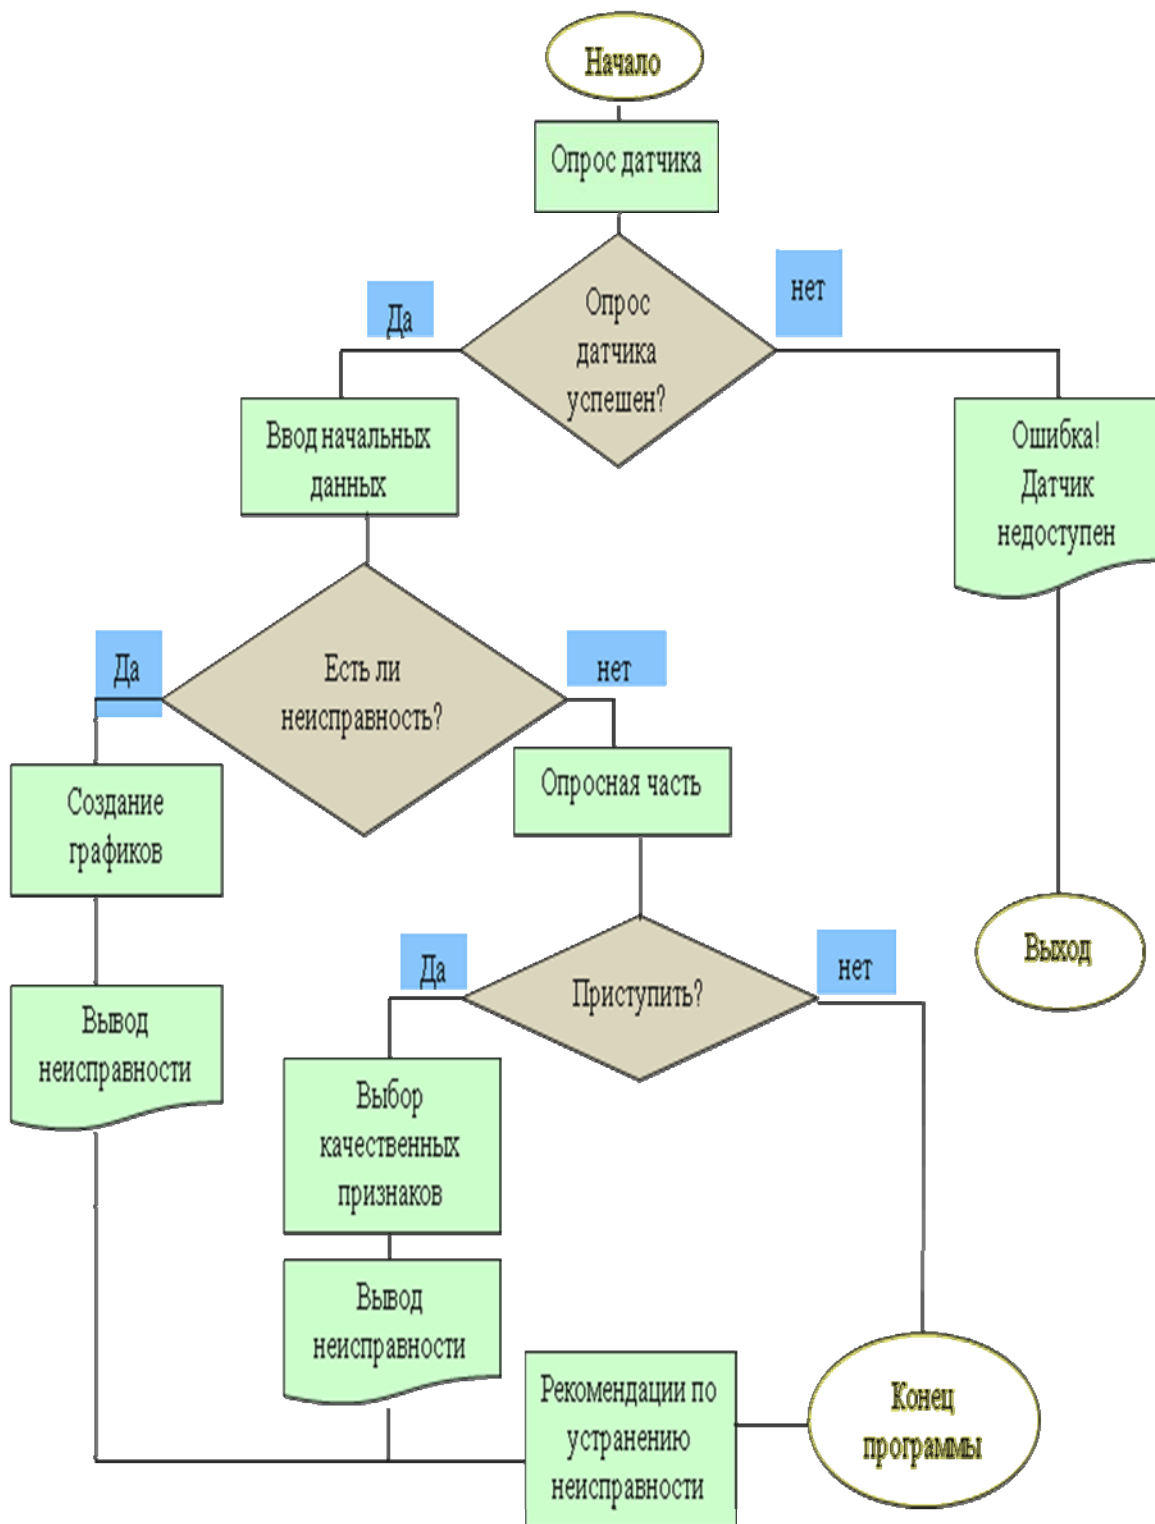 Начало
Опрос датчика
Опрос
датчика
успешен?
Да
нет
Ввод начальных
данных
Ошибка!
Датчик
недоступен
Есть ли
неисправность?
Да
нет
Создание
графиков
Опросная часть
Вывод
неисправности
Приступить?
Да
нет
Выход
Выбор
качественных
признаков
Вывод
неисправности
Рекомендации по
устранению
неисправности
Конец
программы